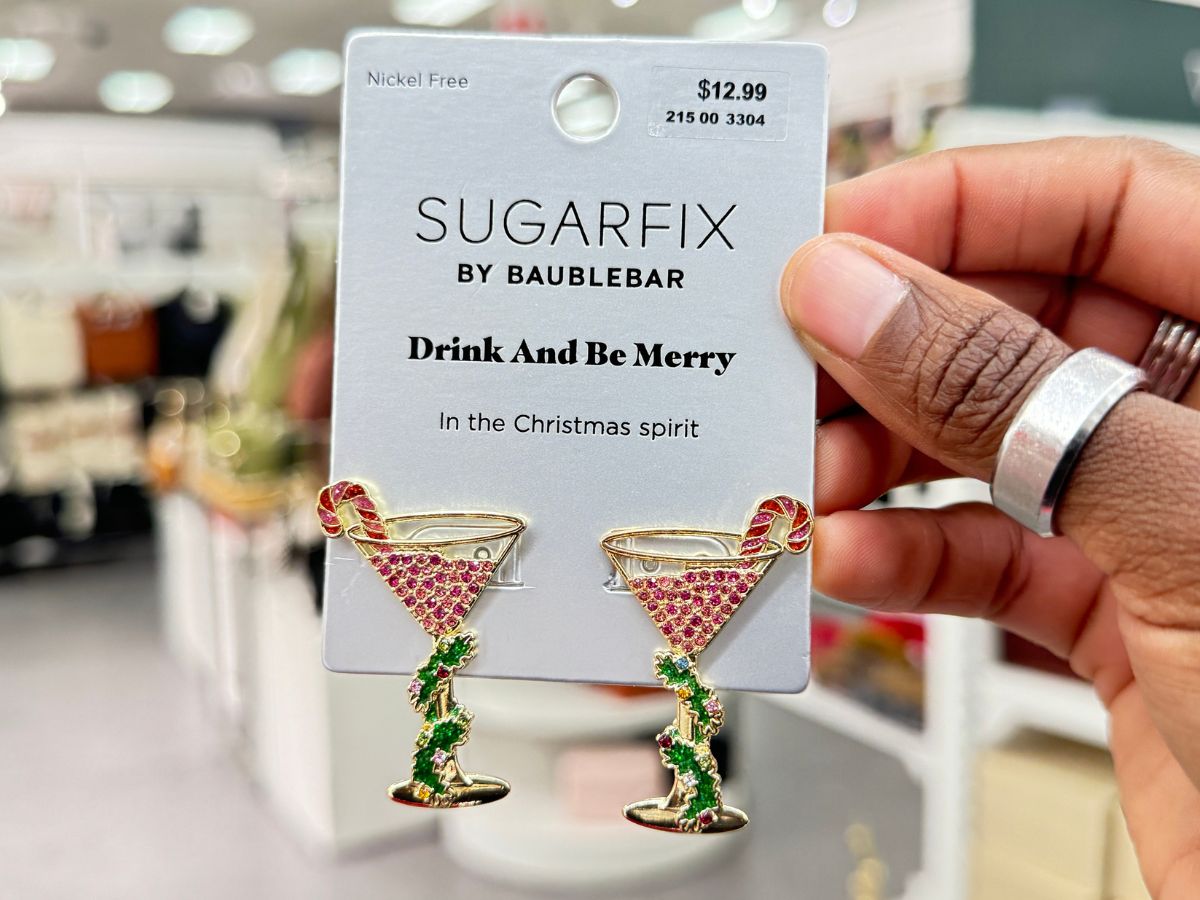 Nickel Free
$12.99
215 00 3304
SUGARFIX
BY BAUBLEBAR
Drink And Be Merry
In the Christmas spirit